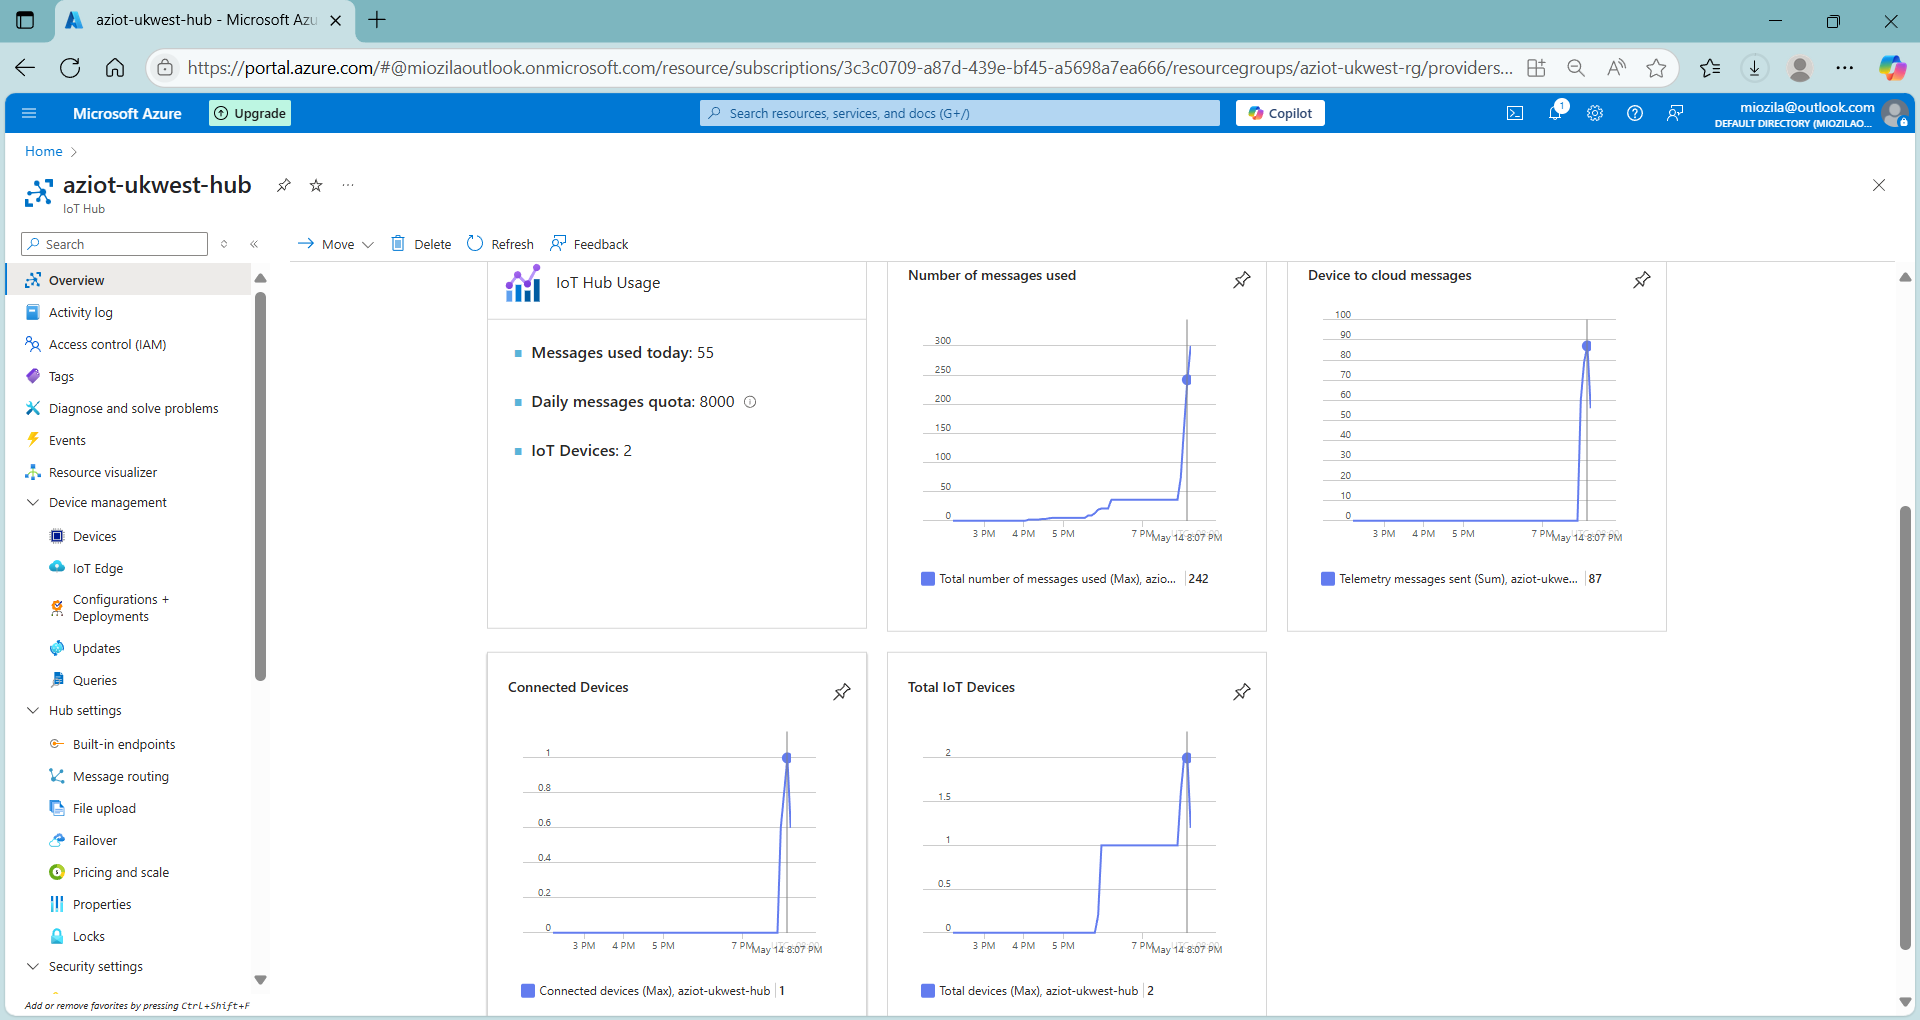 aziot-ukwest-hub - Microsoft Azu
https://portal.azure.com/#@miozilaoutlook.onmicrosoft.com/resource/subscriptions/3c3c0709-a87d-439e-bf45-a5698a7ea666/resourcegroups/aziot-ukwest-rg/providers...
Microsoft Azure
Upgrade
Search resources, services, and docs (G+/)
Copilot
1
miozila@outlook.com
DEFAULT DIRECTORY (MIOZILAO...
Home
aziot-ukwest-hub
IoT Hub
Search
Move
Delete
Refresh
Feedback
Overview
Activity log
Access control (IAM)
Tags
Diagnose and solve problems
Events
Resource visualizer
Device management
Devices
IoT Edge
Configurations +
Deployments
Updates
Queries
Hub settings
Built-in endpoints
Message routing
File upload
Failover
Pricing and scale
Properties
Locks
Security settings
Add or remove favorites by pressing Ctrl+Shift+F
IoT Hub Usage
Messages used today: 55
Daily messages quota: 8000
IoT Devices: 2
Number of messages used
300
250
200
150
100
50
0
3 PM 4 PM 5 PM 7 PM
May 14 8:07 PM
Total number of messages used (Max), azio... 242
Device to cloud messages
100
90
80
70
60
50
40
30
20
10
0
3 PM 4 PM 5 PM 7 PM
May 14 8:07 PM
Telemetry messages sent (Sum), aziot-ukwe... 87
Connected Devices
1
0.8
0.6
0.4
0.2
0
3 PM 4 PM 5 PM 7 PM
May 14 8:07 PM
Connected devices (Max), aziot-ukwest-hub 1
Total IoT Devices
2
1.5
1
0.5
0
3 PM 4 PM 5 PM 7 PM
May 14 8:07 PM
Total devices (Max), aziot-ukwest-hub 2